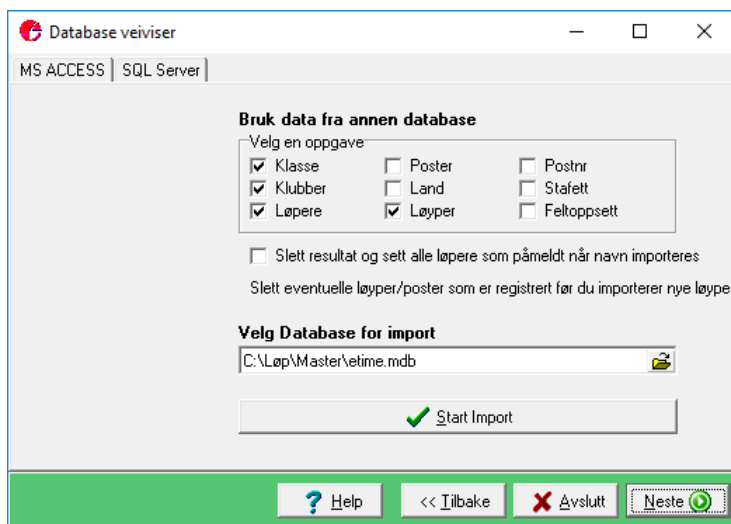 Database veiviser
MS ACCESS SQL Server
Bruk data fra annen database
Velg en oppgave
Klasse Poster Postnr
Klubber Land Stafett
Løpere Løyper Feltoppsett
Slett resultat og sett alle løpere som påmeldt når navn importeres
Slett eventuelle løyper/poster som er registrert før du importerer nye løype
Velg Database for import
C:\Løp\Master\etime.mdb
Start Import
Help << Tilbake Avslutt Neste